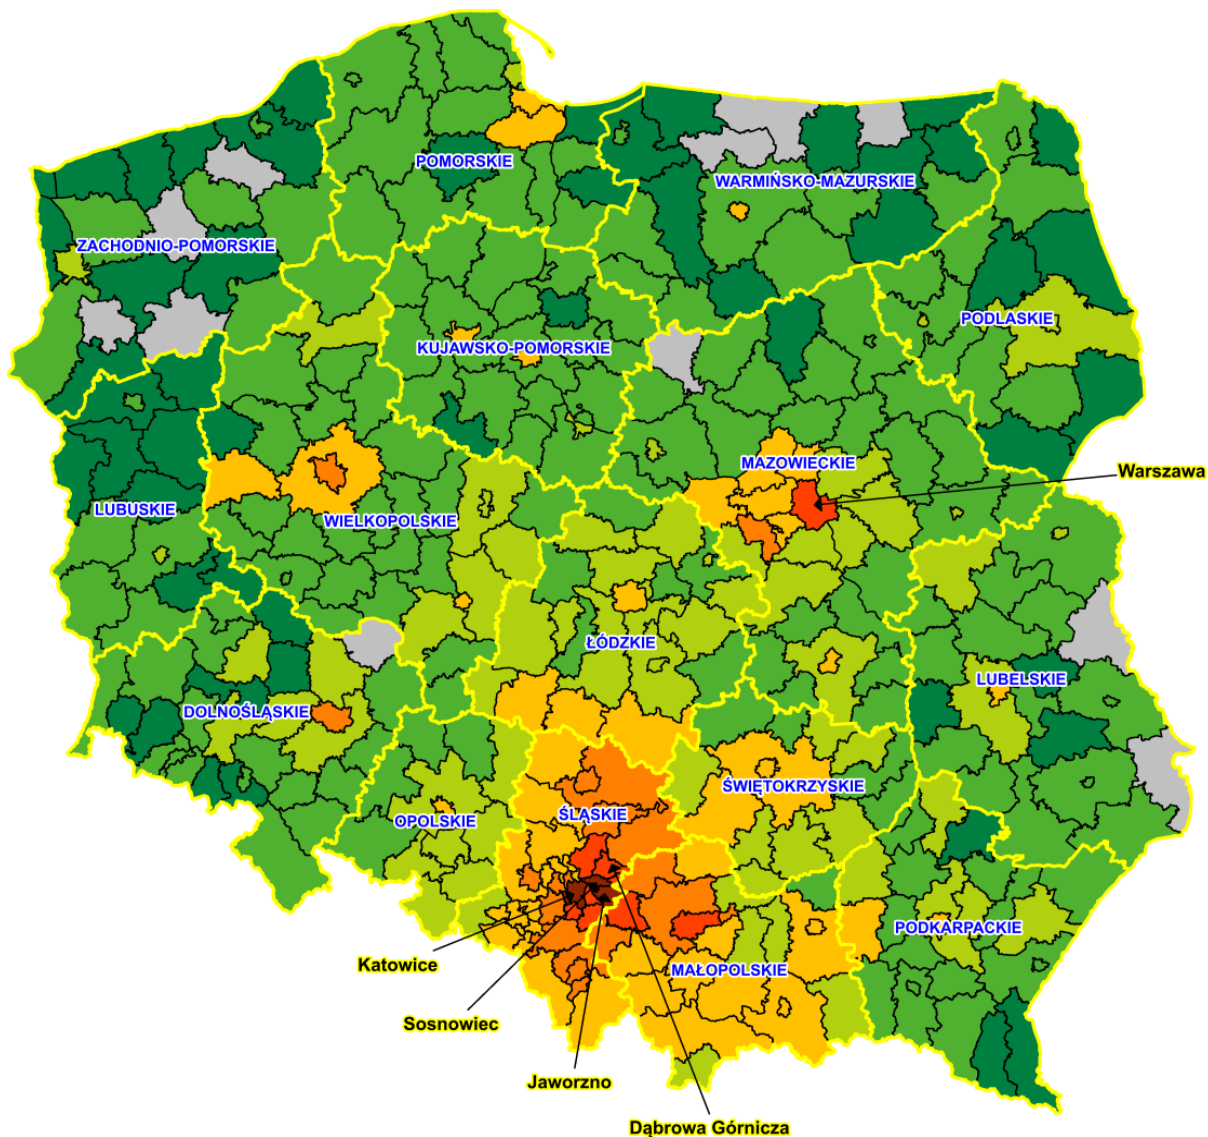 POMORSKIE
WARMIŃSKO-MAZURSKIE
ZACHODNIO-POMORSKIE
PODLASKIE
KUJAWSKO-POMORSKIE
MAZOWIECKIE
Warszawa
LUBUSKIE
WIELKOPOLSKIE
ŁÓDZKIE
LUBELSKIE
DOLNOŚLĄSKIE
ŚWIĘTOKRZYSKIE
OPOLSKIE
ŚLĄSKIE
PODKARPACKIE
Katowice
MAŁOPOLSKIE
Sosnowiec
Jaworzno
Dąbrowa Górnicza